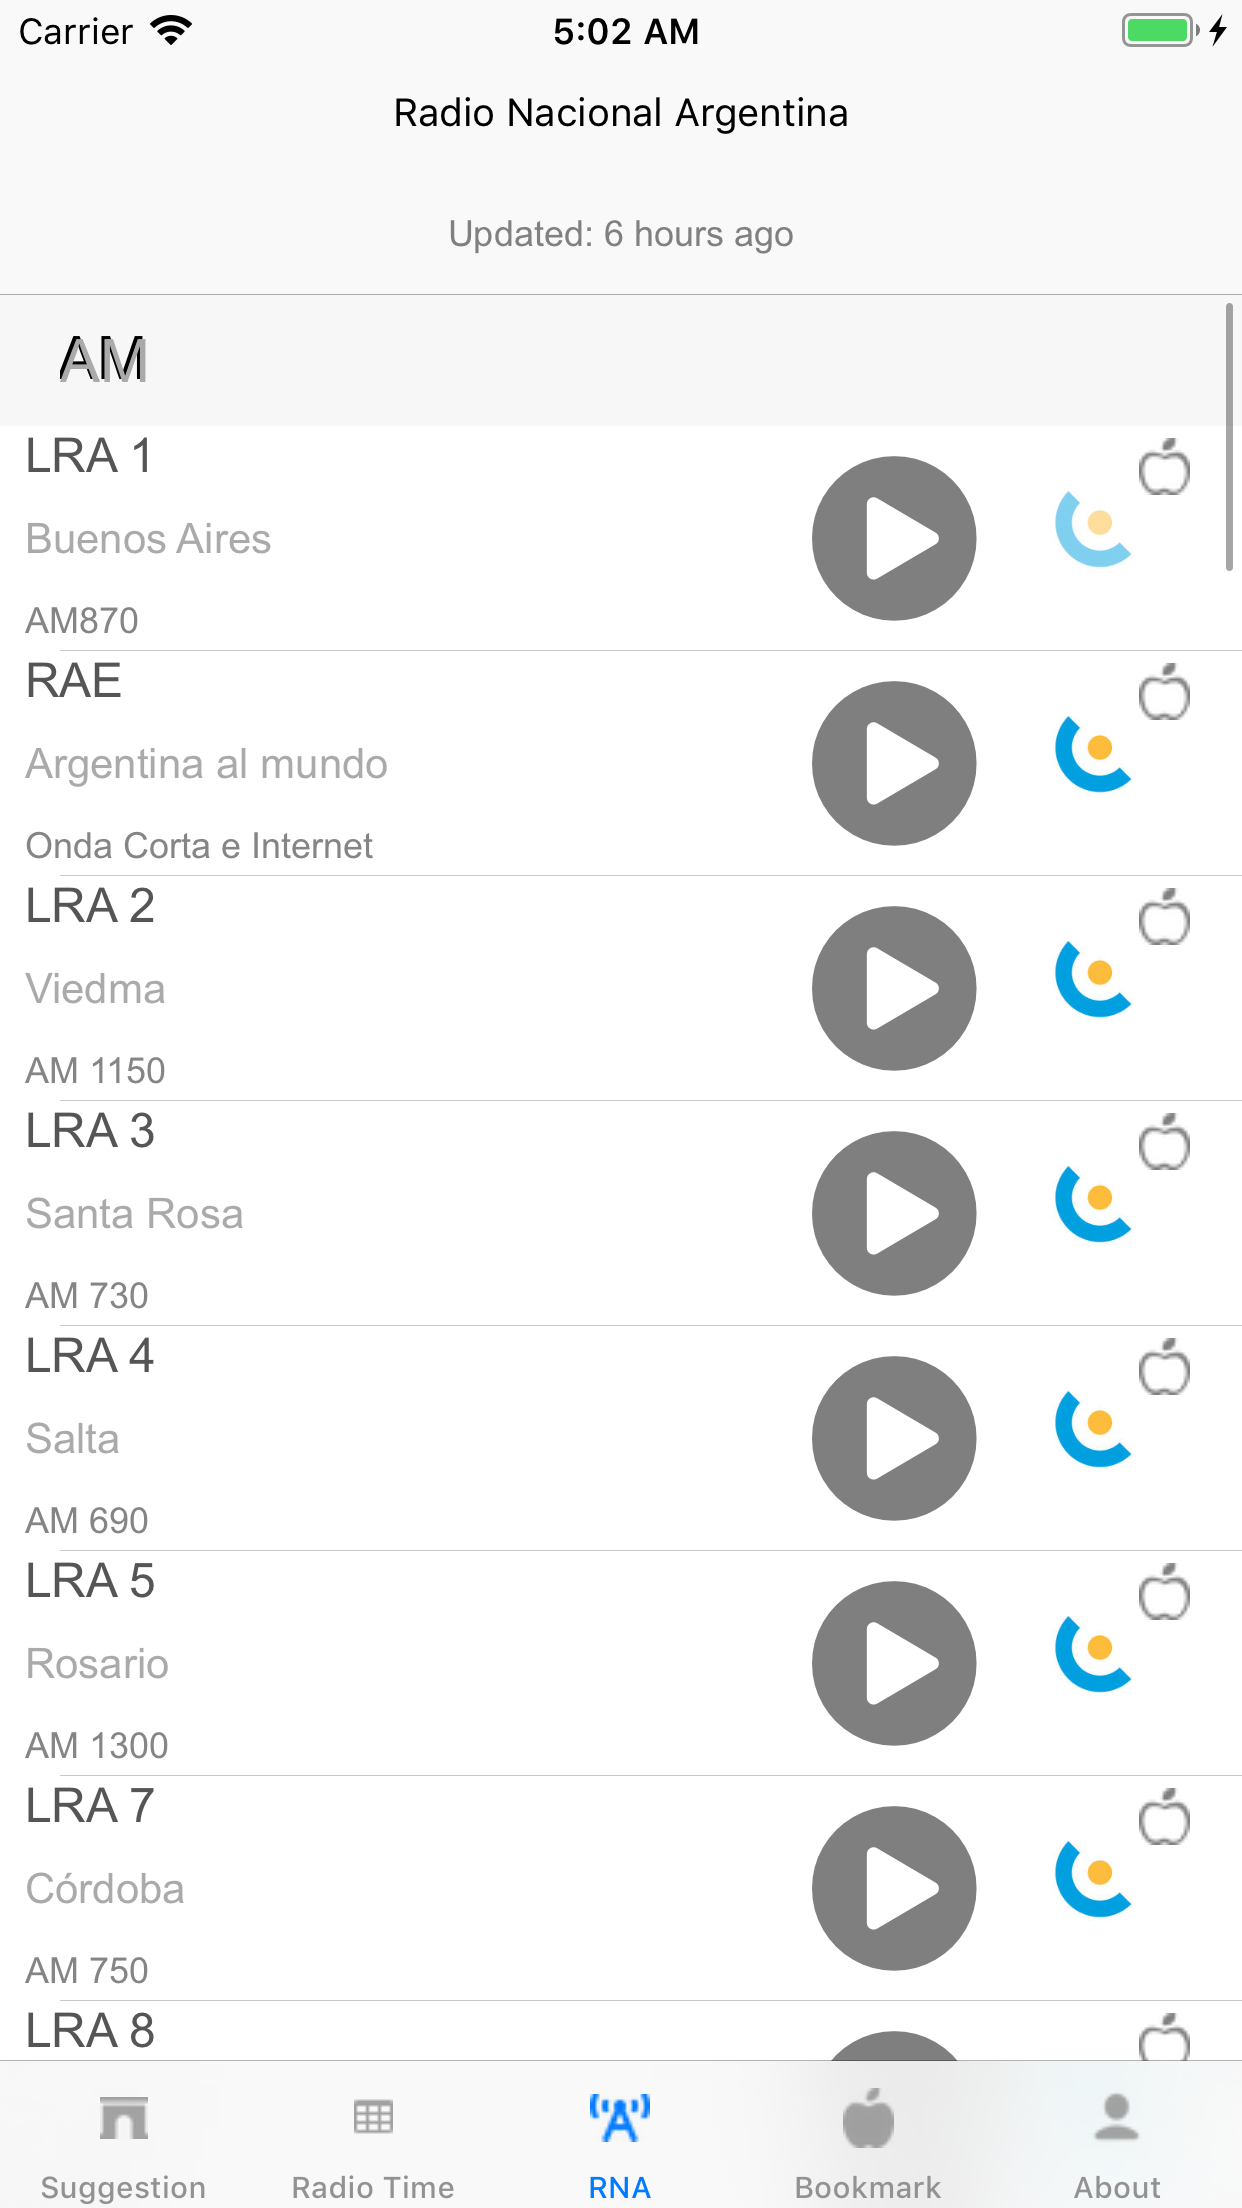 Carrier 5:02 AM
Radio Nacional Argentina
Updated: 6 hours ago
AM
LRA 1
Buenos Aires
AM870
RAE
Argentina al mundo
Onda Corta e Internet
LRA 2
Viedma
AM 1150
LRA 3
Santa Rosa
AM 730
LRA 4
Salta
AM 690
LRA 5
Rosario
AM 1300
LRA 7
Córdoba
AM 750
LRA 8
Suggestion Radio Time RNA Bookmark About